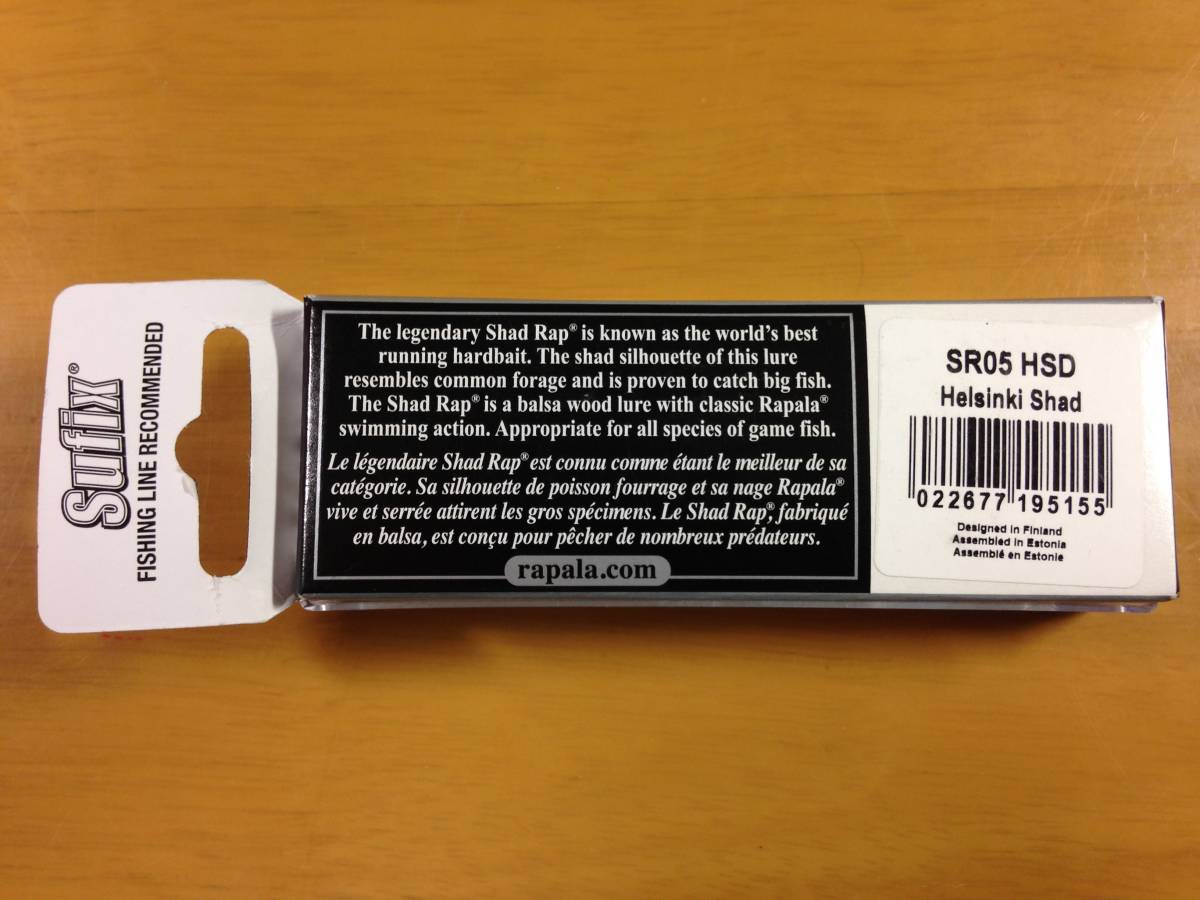 Sufix®
FISHING LINE RECOMMENDED
The legendary Shad Rap® is known as the world's best
running hardbait. The shad silhouette of this lure
resembles common forage and is proven to catch big fish.
The Shad Rap® is a balsa wood lure with classic Rapala®
swimming action. Appropriate for all species of game fish.
Le légendaire Shad Rap® est connu comme étant le meilleur de sa
catégorie. Sa silhouette de poisson fourrage et sa nage Rapala®
vive et serrée attirent les gros spécimens. Le Shad Rap®, fabriqué
en balsa, est conçu pour pêcher de nombreux prédateurs.
rapala.com
SR05 HSD
Helsinki Shad
022677 195155
Designed in Finland
Assembled in Estonia
Assemblé en Estonie